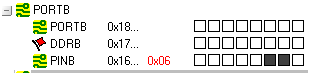 PORTB
PORTB 0x18...
DDRB 0x17...
PINB 0x16... 0x06